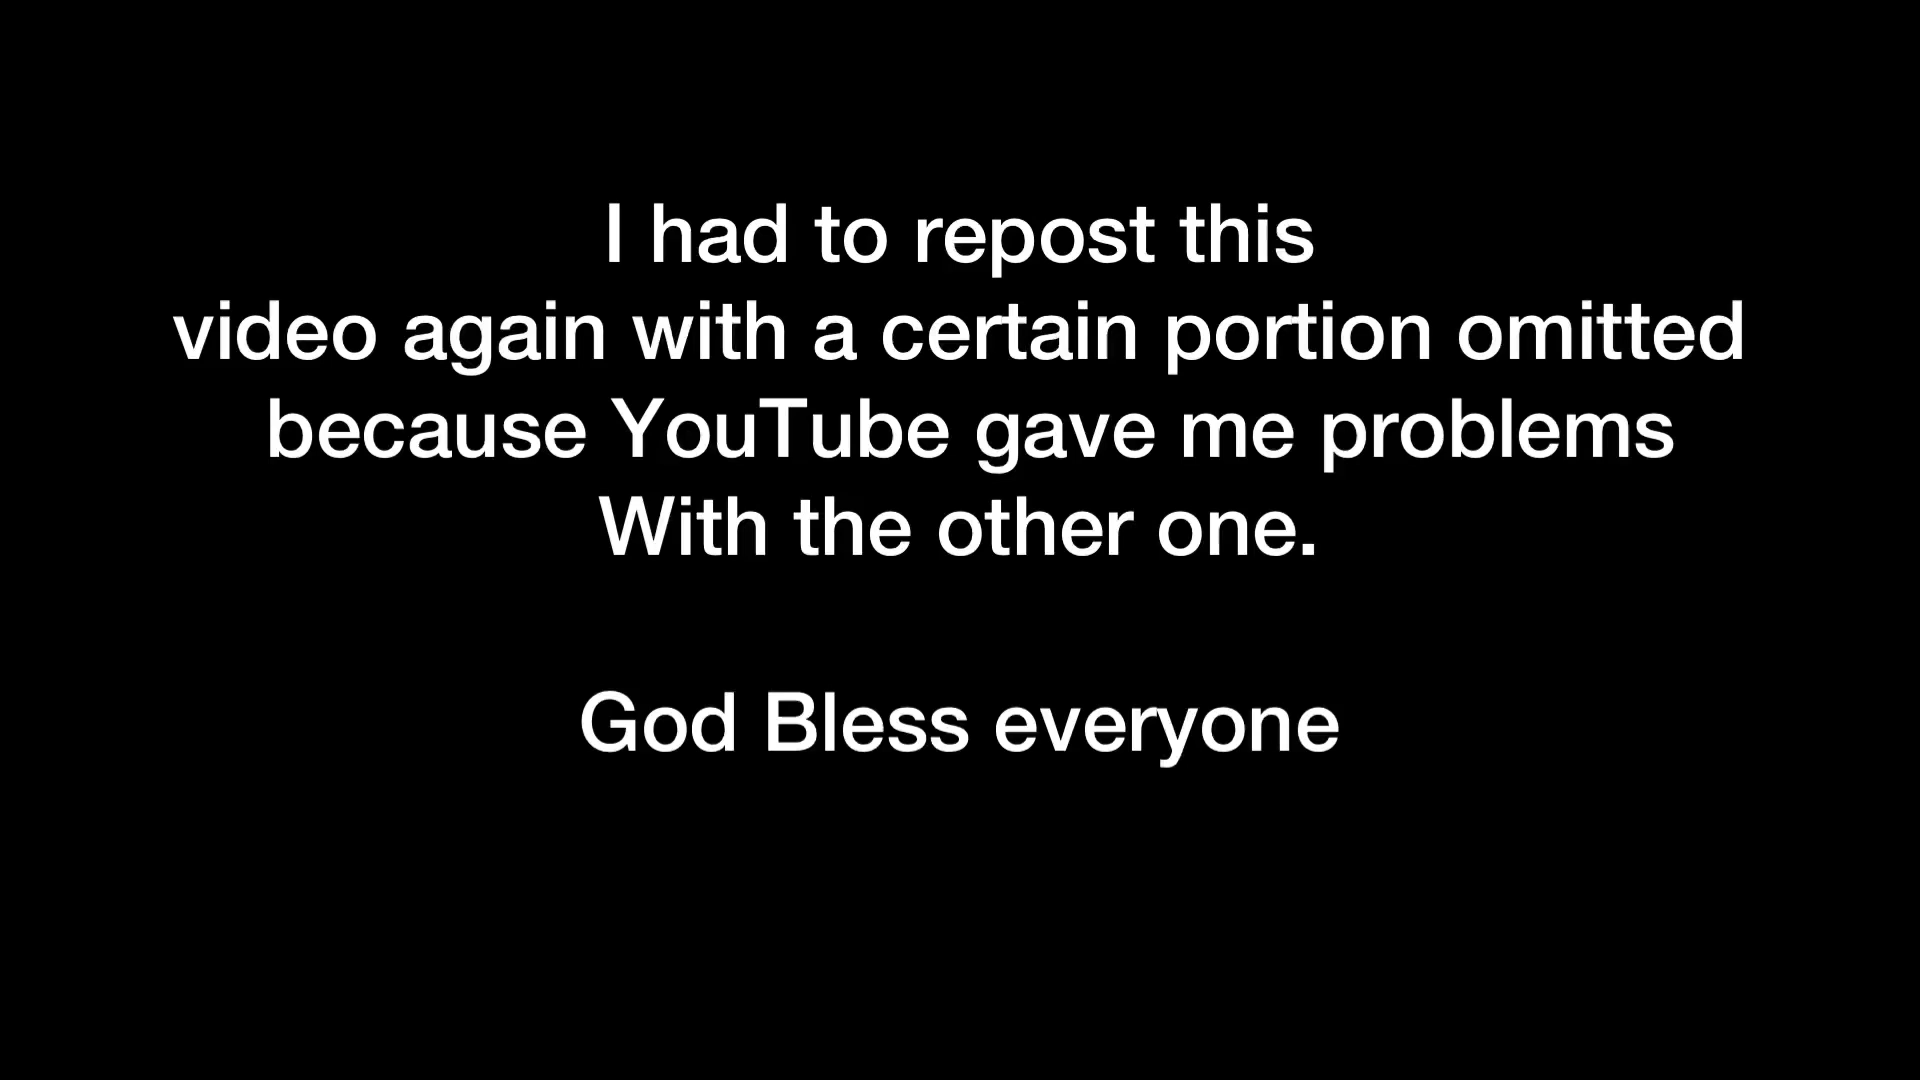 I had to repost this
video again with a certain portion omitted
because YouTube gave me problems
With the other one.
God Bless everyone